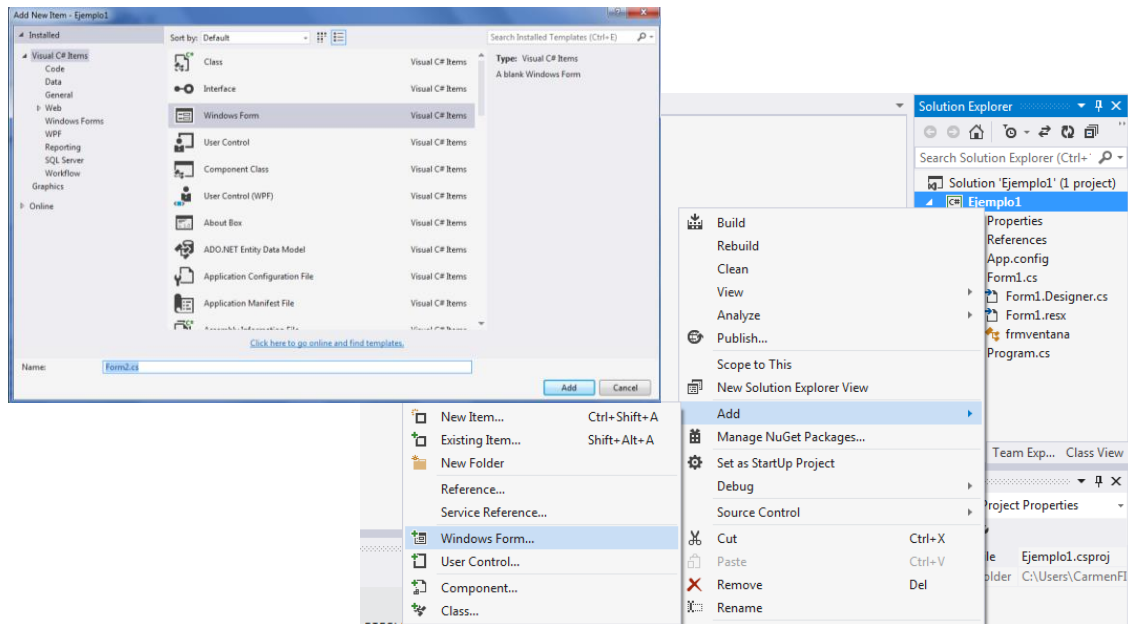 Add New Item - Ejemplo1
Installed
Sort by: Default
Search Installed Templates (Ctrl+E)
Visual C# Items
Code
Data
General
Web
Windows Forms
WPF
Reporting
SQL Server
Workflow
Graphics
Online
Class Visual C# Items
Interface Visual C# Items
Windows Form Visual C# Items
User Control Visual C# Items
Component Class Visual C# Items
User Control (WPF) Visual C# Items
About Box Visual C# Items
ADO.NET Entity Data Model Visual C# Items
Application Configuration File Visual C# Items
Application Manifest File Visual C# Items
Assembly Information File Visual C# Items
Type: Visual C# Items
A blank Windows Form
Click here to go online and find templates.
Name: Form2.cs
Add Cancel
Solution Explorer
Search Solution Explorer (Ctrl+
Solution 'Ejemplo1' (1 project)
Ejemplo1
Properties
References
App.config
Form1.cs
Form1.Designer.cs
Form1.resx
frmventana
Program.cs
Team Exp... Class View
Project Properties
Ejemplo1.csproj
C:\Users\CarmenFI
Build
Rebuild
Clean
View
Analyze
Publish...
Scope to This
New Solution Explorer View
Add
Manage NuGet Packages...
Set as StartUp Project
Debug
Source Control
Cut Ctrl+X
Paste Ctrl+V
Remove Del
Rename
New Item... Ctrl+Shift+A
Existing Item... Shift+Alt+A
New Folder
Reference...
Service Reference...
Windows Form...
User Control...
Component...
Class...